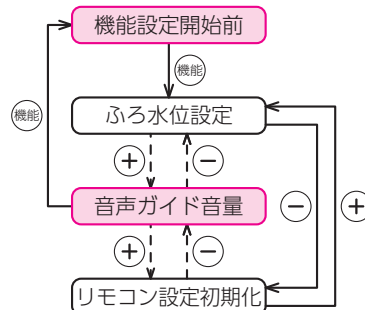 機能設定開始前
機能
機能
ふろ水位設定
+ −
音声ガイド音量
− +
+ −
リモコン設定初期化